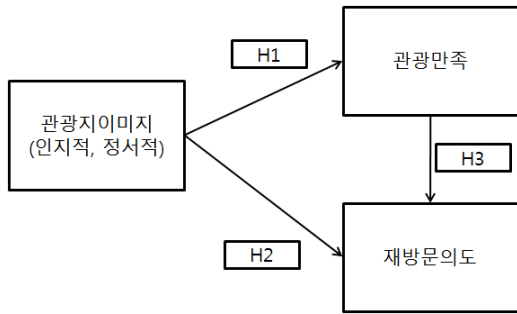 H1
관광만족
관광지이미지
(인지적, 정서적)
H3
H2
재방문의도